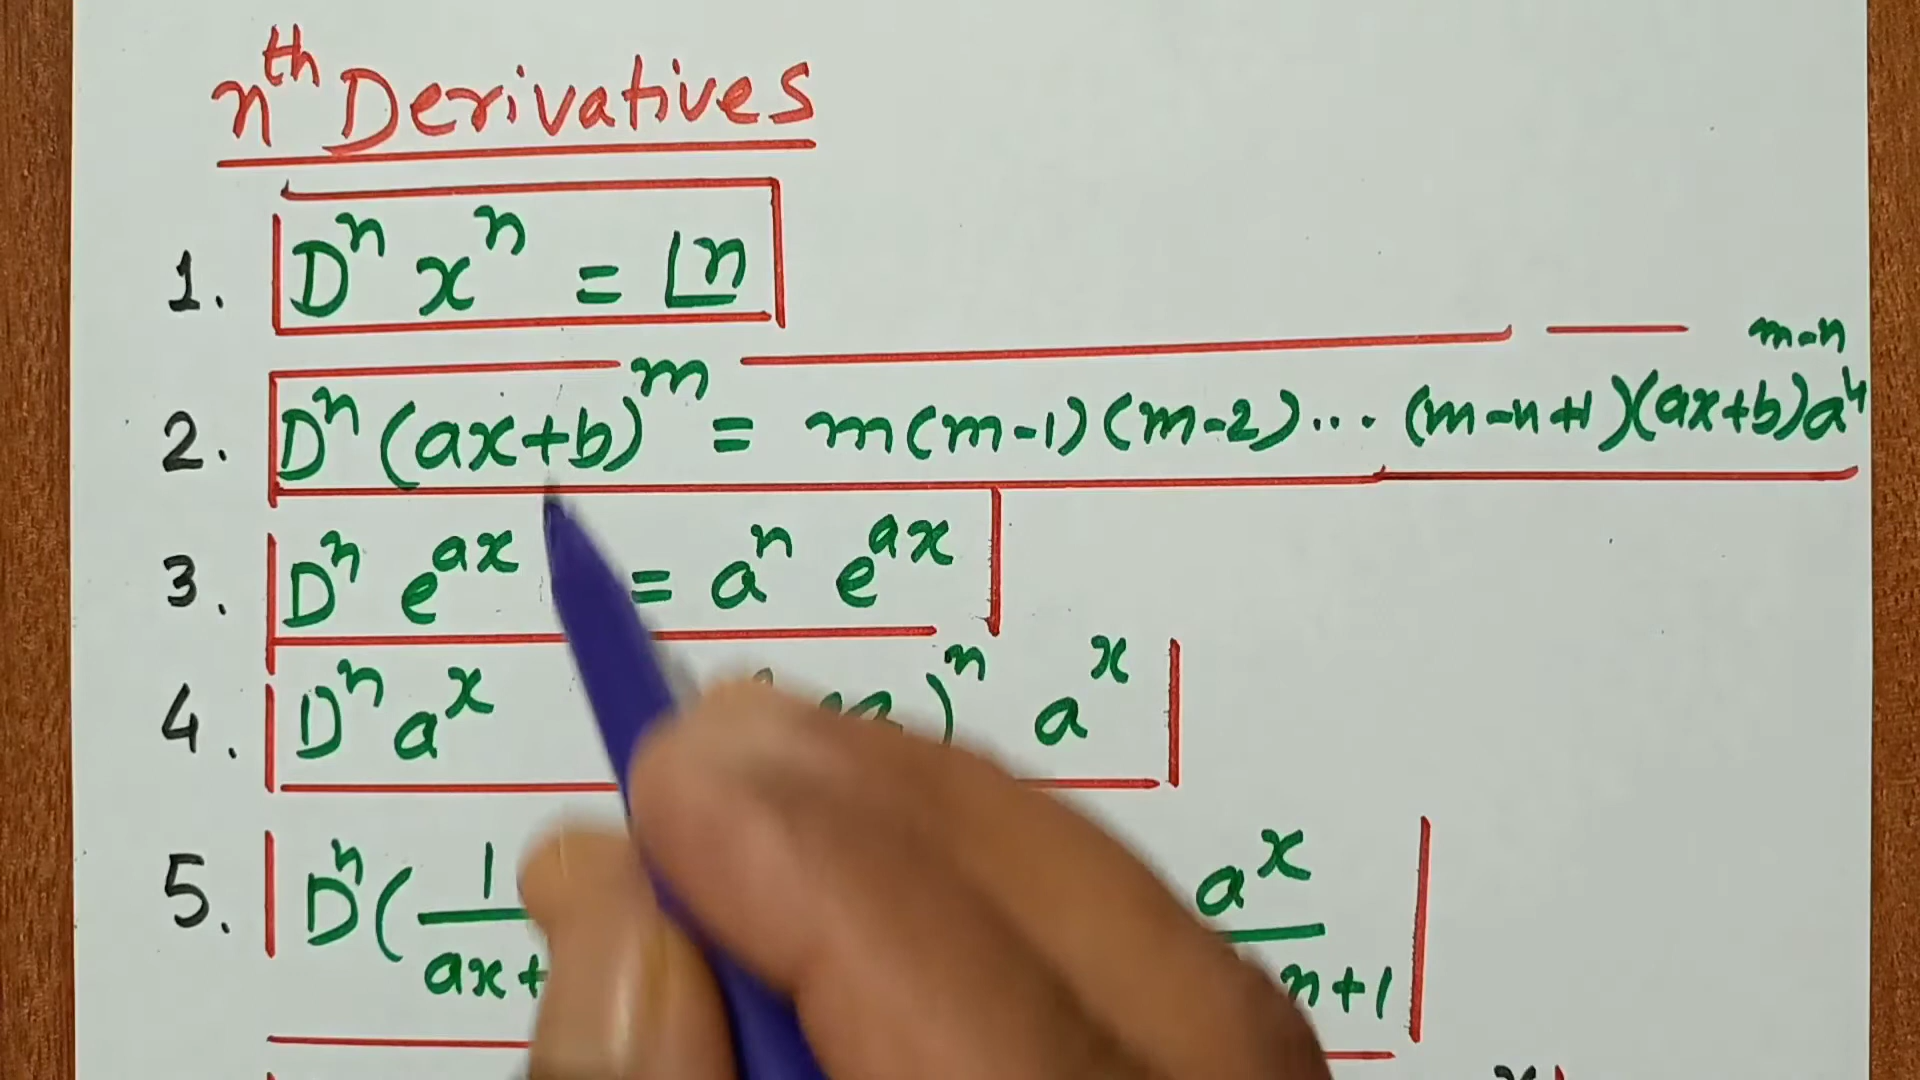 nth Derivatives
1. Dⁿ xⁿ = ⌊n
2. Dⁿ (ax+b)ᵐ = m(m-1)(m-2)... (m-n+1)(ax+b)ᵐ⁻ⁿ aⁿ
3. Dⁿ eᵃˣ = aⁿ eᵃˣ
4. Dⁿ aˣ )ⁿ aˣ
5. Dⁿ( 1 / ax+ aˣ / n+1